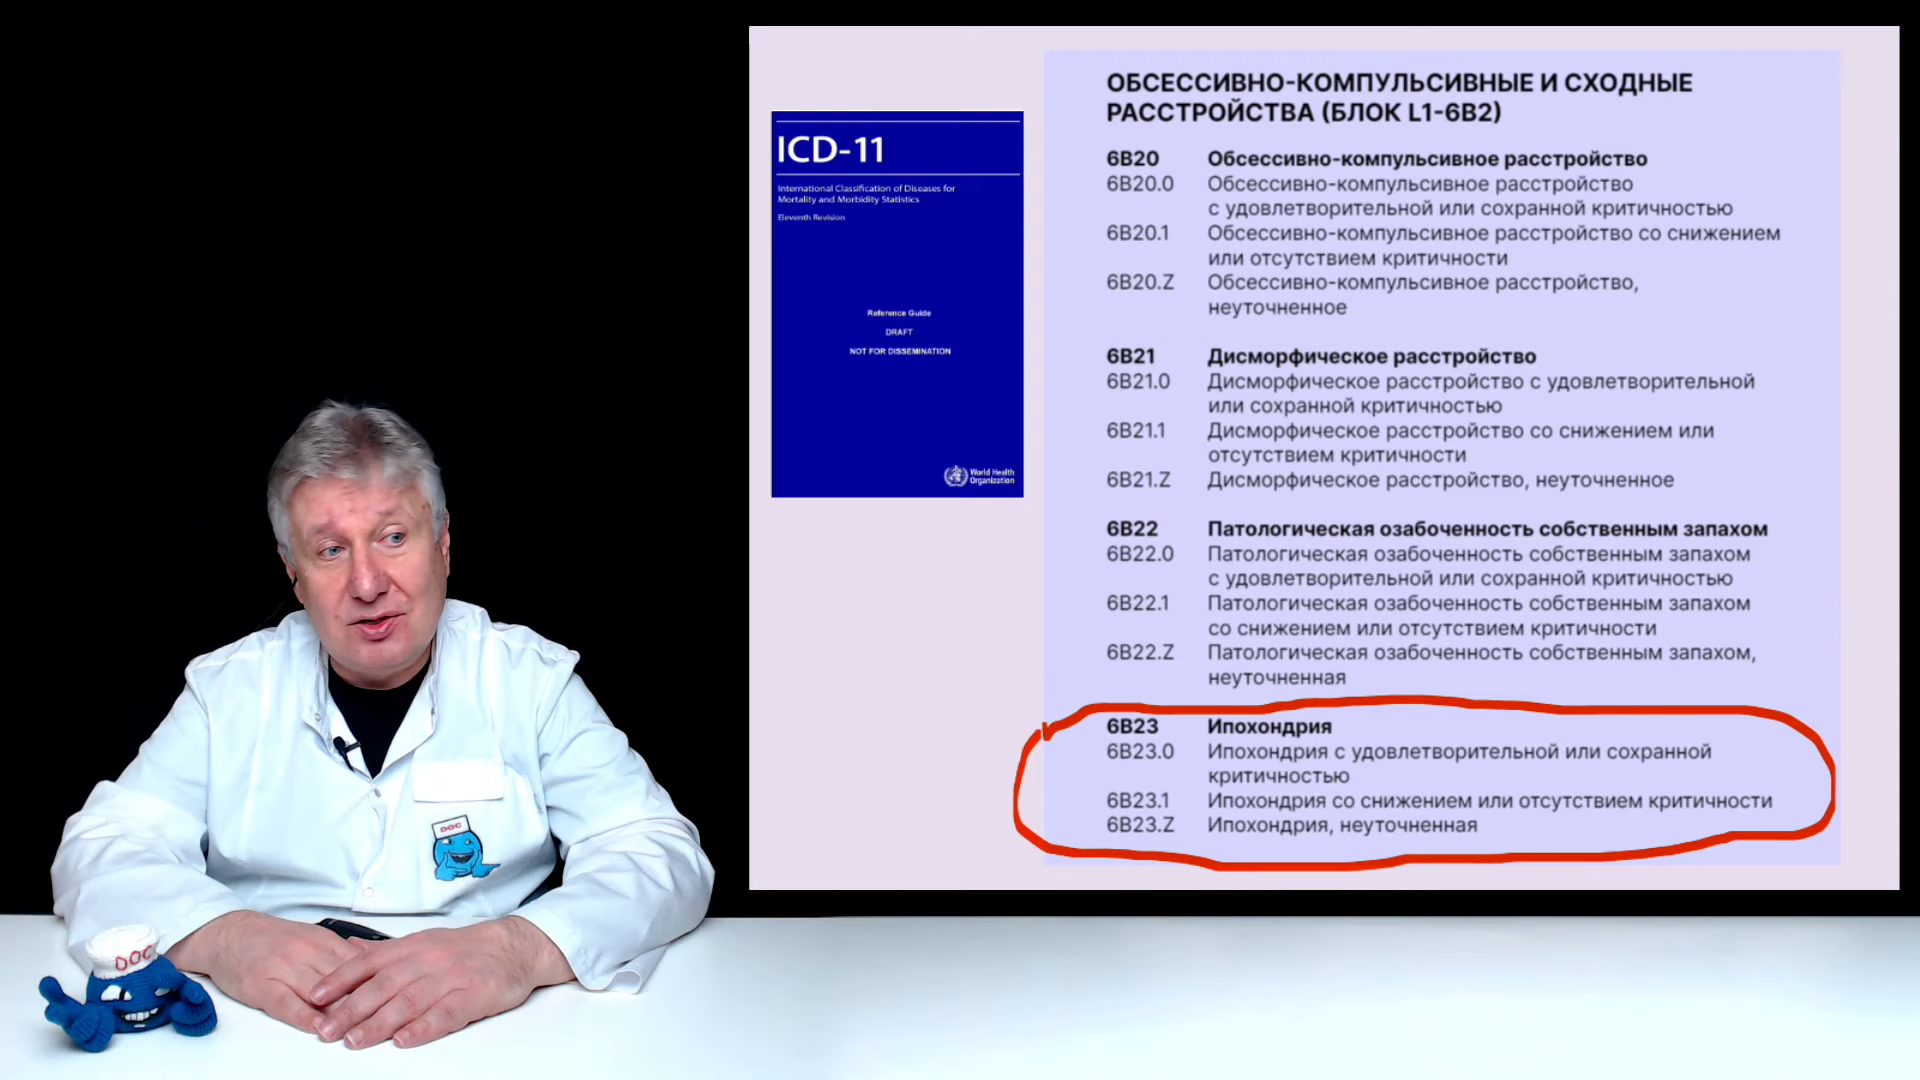 ICD-11
International Classification of Diseases for
Mortality and Morbidity Statistics
Eleventh Revision
Reference Guide
DRAFT
NOT FOR DISSEMINATION
World Health
Organization
ОБСЕССИВНО-КОМПУЛЬСИВНЫЕ И СХОДНЫЕ
РАССТРОЙСТВА (БЛОК L1-6B2)
6B20 Обсессивно-компульсивное расстройство
6B20.0 Обсессивно-компульсивное расстройство
с удовлетворительной или сохранной критичностью
6B20.1 Обсессивно-компульсивное расстройство со снижением
или отсутствием критичности
6B20.Z Обсессивно-компульсивное расстройство,
неуточненное
6B21 Дисморфическое расстройство
6B21.0 Дисморфическое расстройство с удовлетворительной
или сохранной критичностью
6B21.1 Дисморфическое расстройство со снижением или
отсутствием критичности
6B21.Z Дисморфическое расстройство, неуточненное
6B22 Патологическая озабоченность собственным запахом
6B22.0 Патологическая озабоченность собственным запахом
с удовлетворительной или сохранной критичностью
6B22.1 Патологическая озабоченность собственным запахом
со снижением или отсутствием критичности
6B22.Z Патологическая озабоченность собственным запахом,
неуточненная
6B23 Ипохондрия
6B23.0 Ипохондрия с удовлетворительной или сохранной
критичностью
6B23.1 Ипохондрия со снижением или отсутствием критичности
6B23.Z Ипохондрия, неуточненная
DOC
DOC